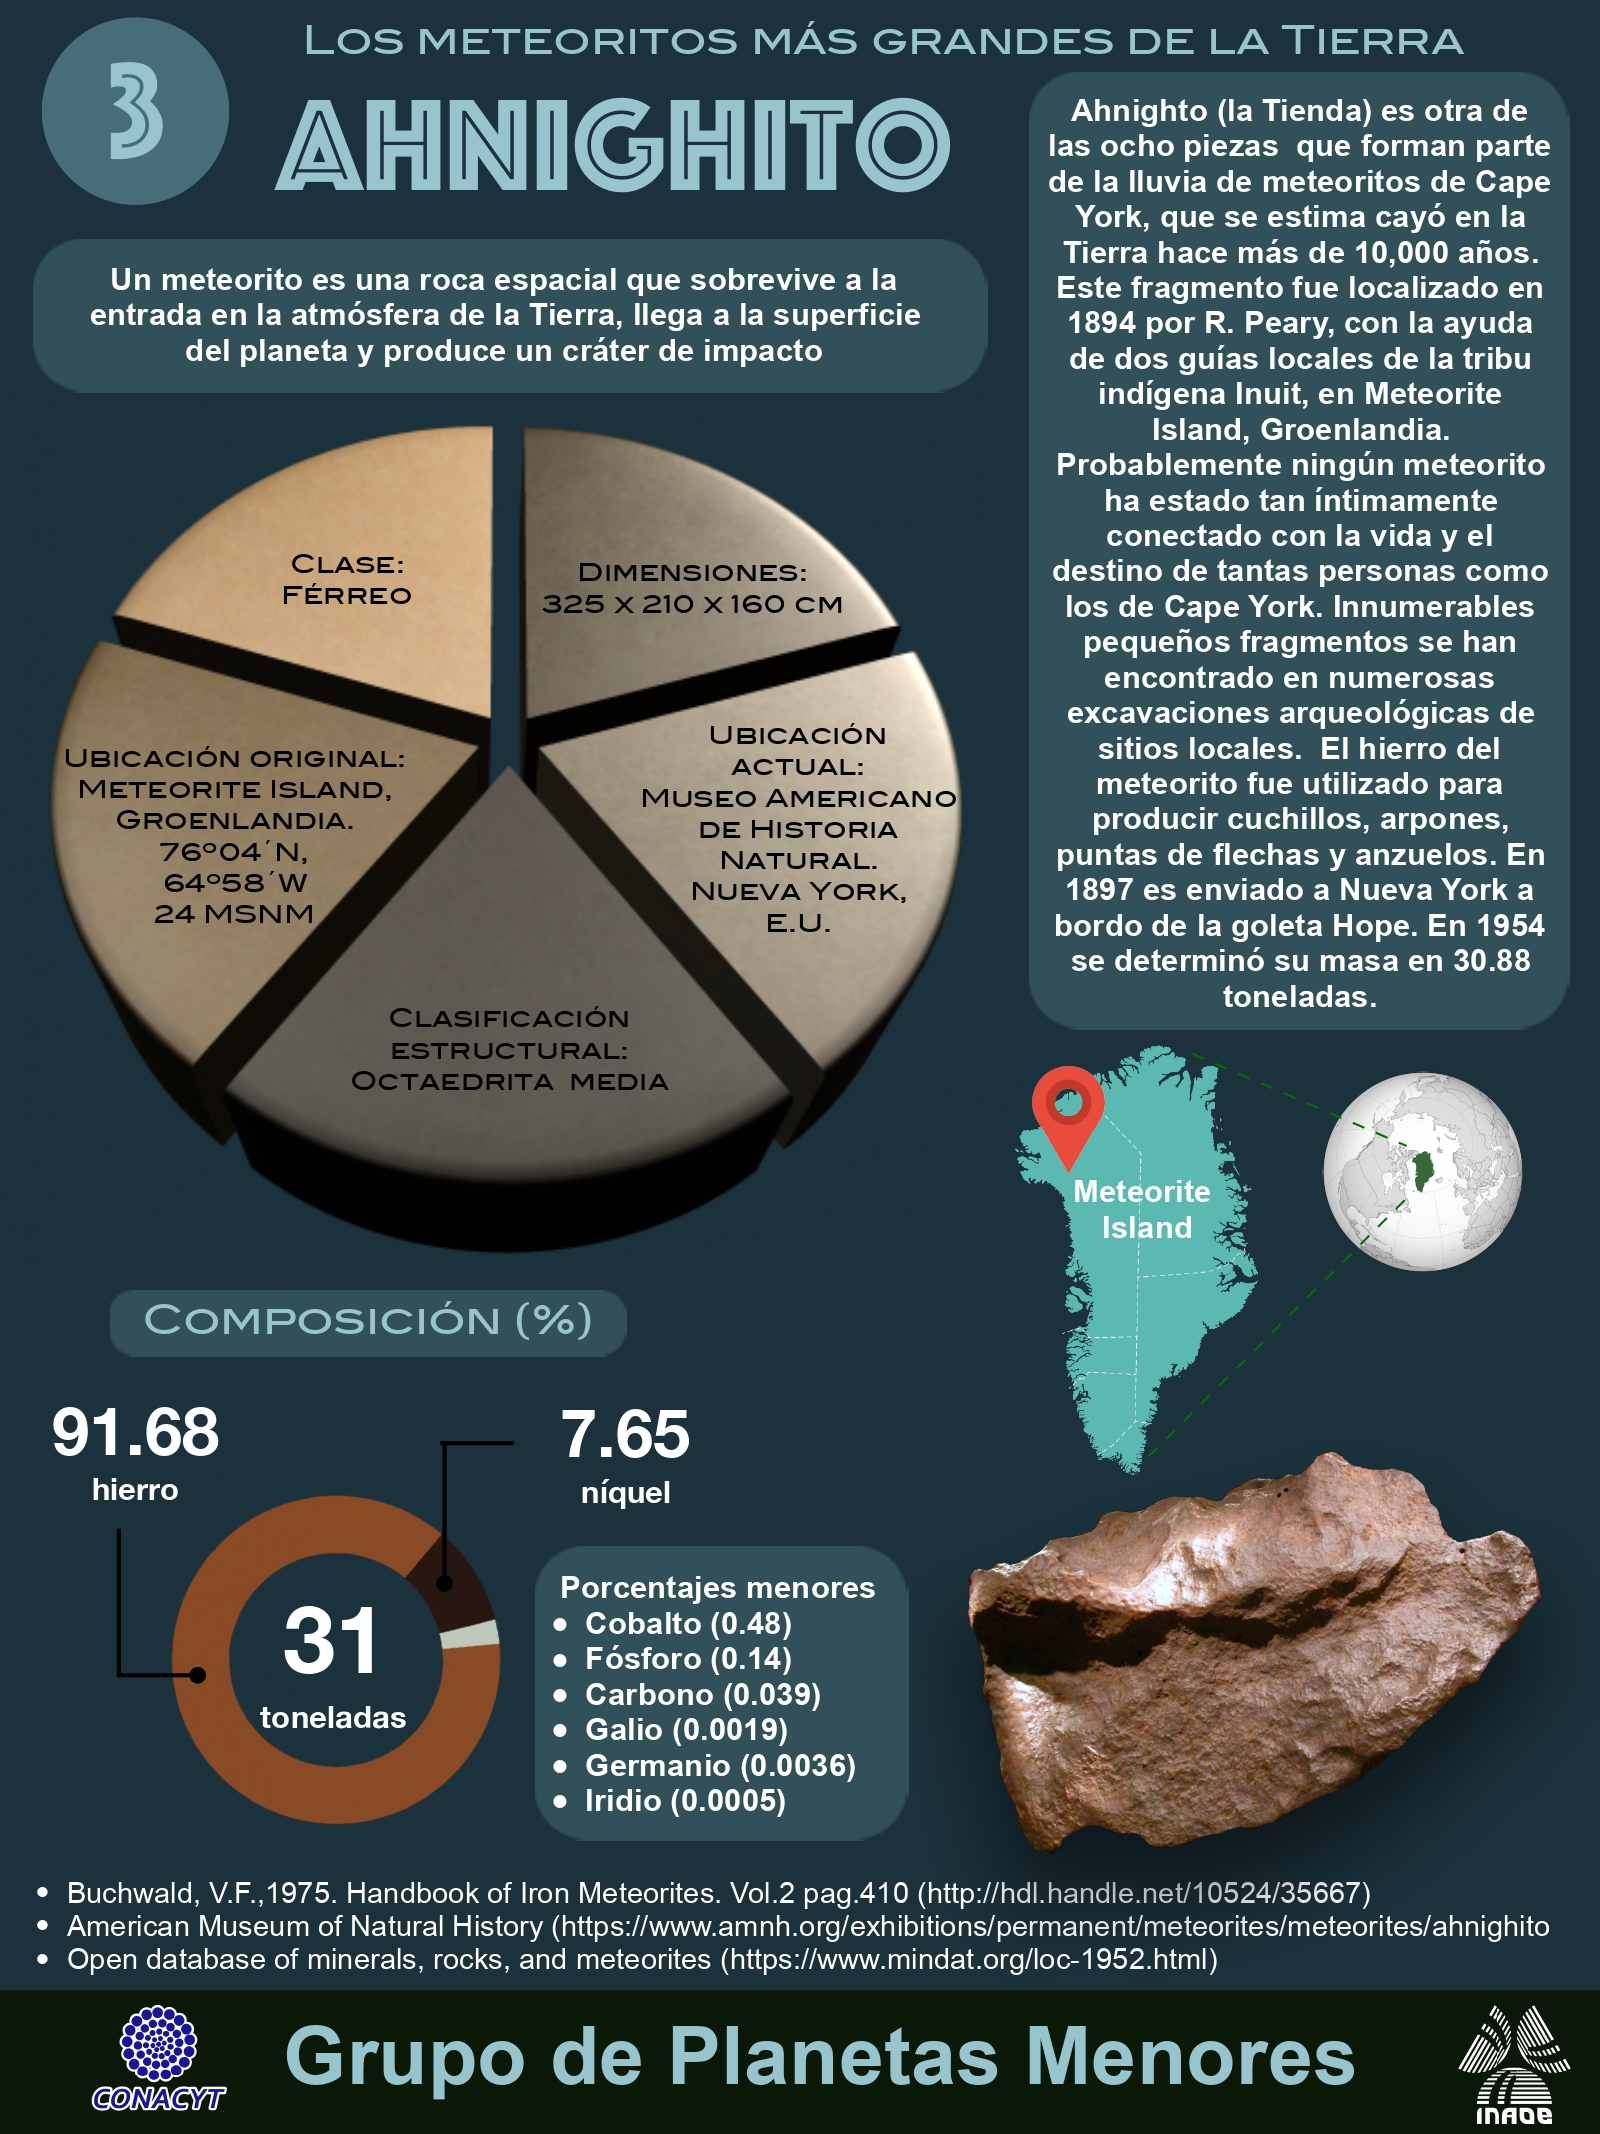 3
Los meteoritos más grandes de la Tierra
AHNIGHITO
Un meteorito es una roca espacial que sobrevive a la
entrada en la atmósfera de la Tierra, llega a la superficie
del planeta y produce un cráter de impacto
Ahnighto (la Tienda) es otra de
las ocho piezas  que forman parte
de la lluvia de meteoritos de Cape
York, que se estima cayó en la
Tierra hace más de 10,000 años.
Este fragmento fue localizado en
1894 por R. Peary, con la ayuda
de dos guías locales de la tribu
indígena Inuit, en Meteorite
Island, Groenlandia.
Probablemente ningún meteorito
ha estado tan íntimamente
conectado con la vida y el
destino de tantas personas como
los de Cape York. Innumerables
pequeños fragmentos se han
encontrado en numerosas
excavaciones arqueológicas de
sitios locales.  El hierro del
meteorito fue utilizado para
producir cuchillos, arpones,
puntas de flechas y anzuelos. En
1897 es enviado a Nueva York a
bordo de la goleta Hope. En 1954
se determinó su masa en 30.88
toneladas.
Clase:
Férreo
Dimensiones:
325 x 210 x 160 cm
Ubicación original:
Meteorite Island,
Groenlandia.
76º04´N,
64º58´W
24 msnm
Ubicación
actual:
Museo Americano
de Historia
Natural.
Nueva York,
E.U.
Clasificación
estructural:
Octaedrita  media
Meteorite
Island
Composición (%)
91.68
hierro
7.65
níquel
31
toneladas
Porcentajes menores
• Cobalto (0.48)
• Fósforo (0.14)
• Carbono (0.039)
• Galio (0.0019)
• Germanio (0.0036)
• Iridio (0.0005)
• Buchwald, V.F.,1975. Handbook of Iron Meteorites. Vol.2 pag.410 (http://hdl.handle.net/10524/35667)
• American Museum of Natural History (https://www.amnh.org/exhibitions/permanent/meteorites/meteorites/ahnighito
• Open database of minerals, rocks, and meteorites (https://www.mindat.org/loc-1952.html)
CONACYT
Grupo de Planetas Menores
INAOE